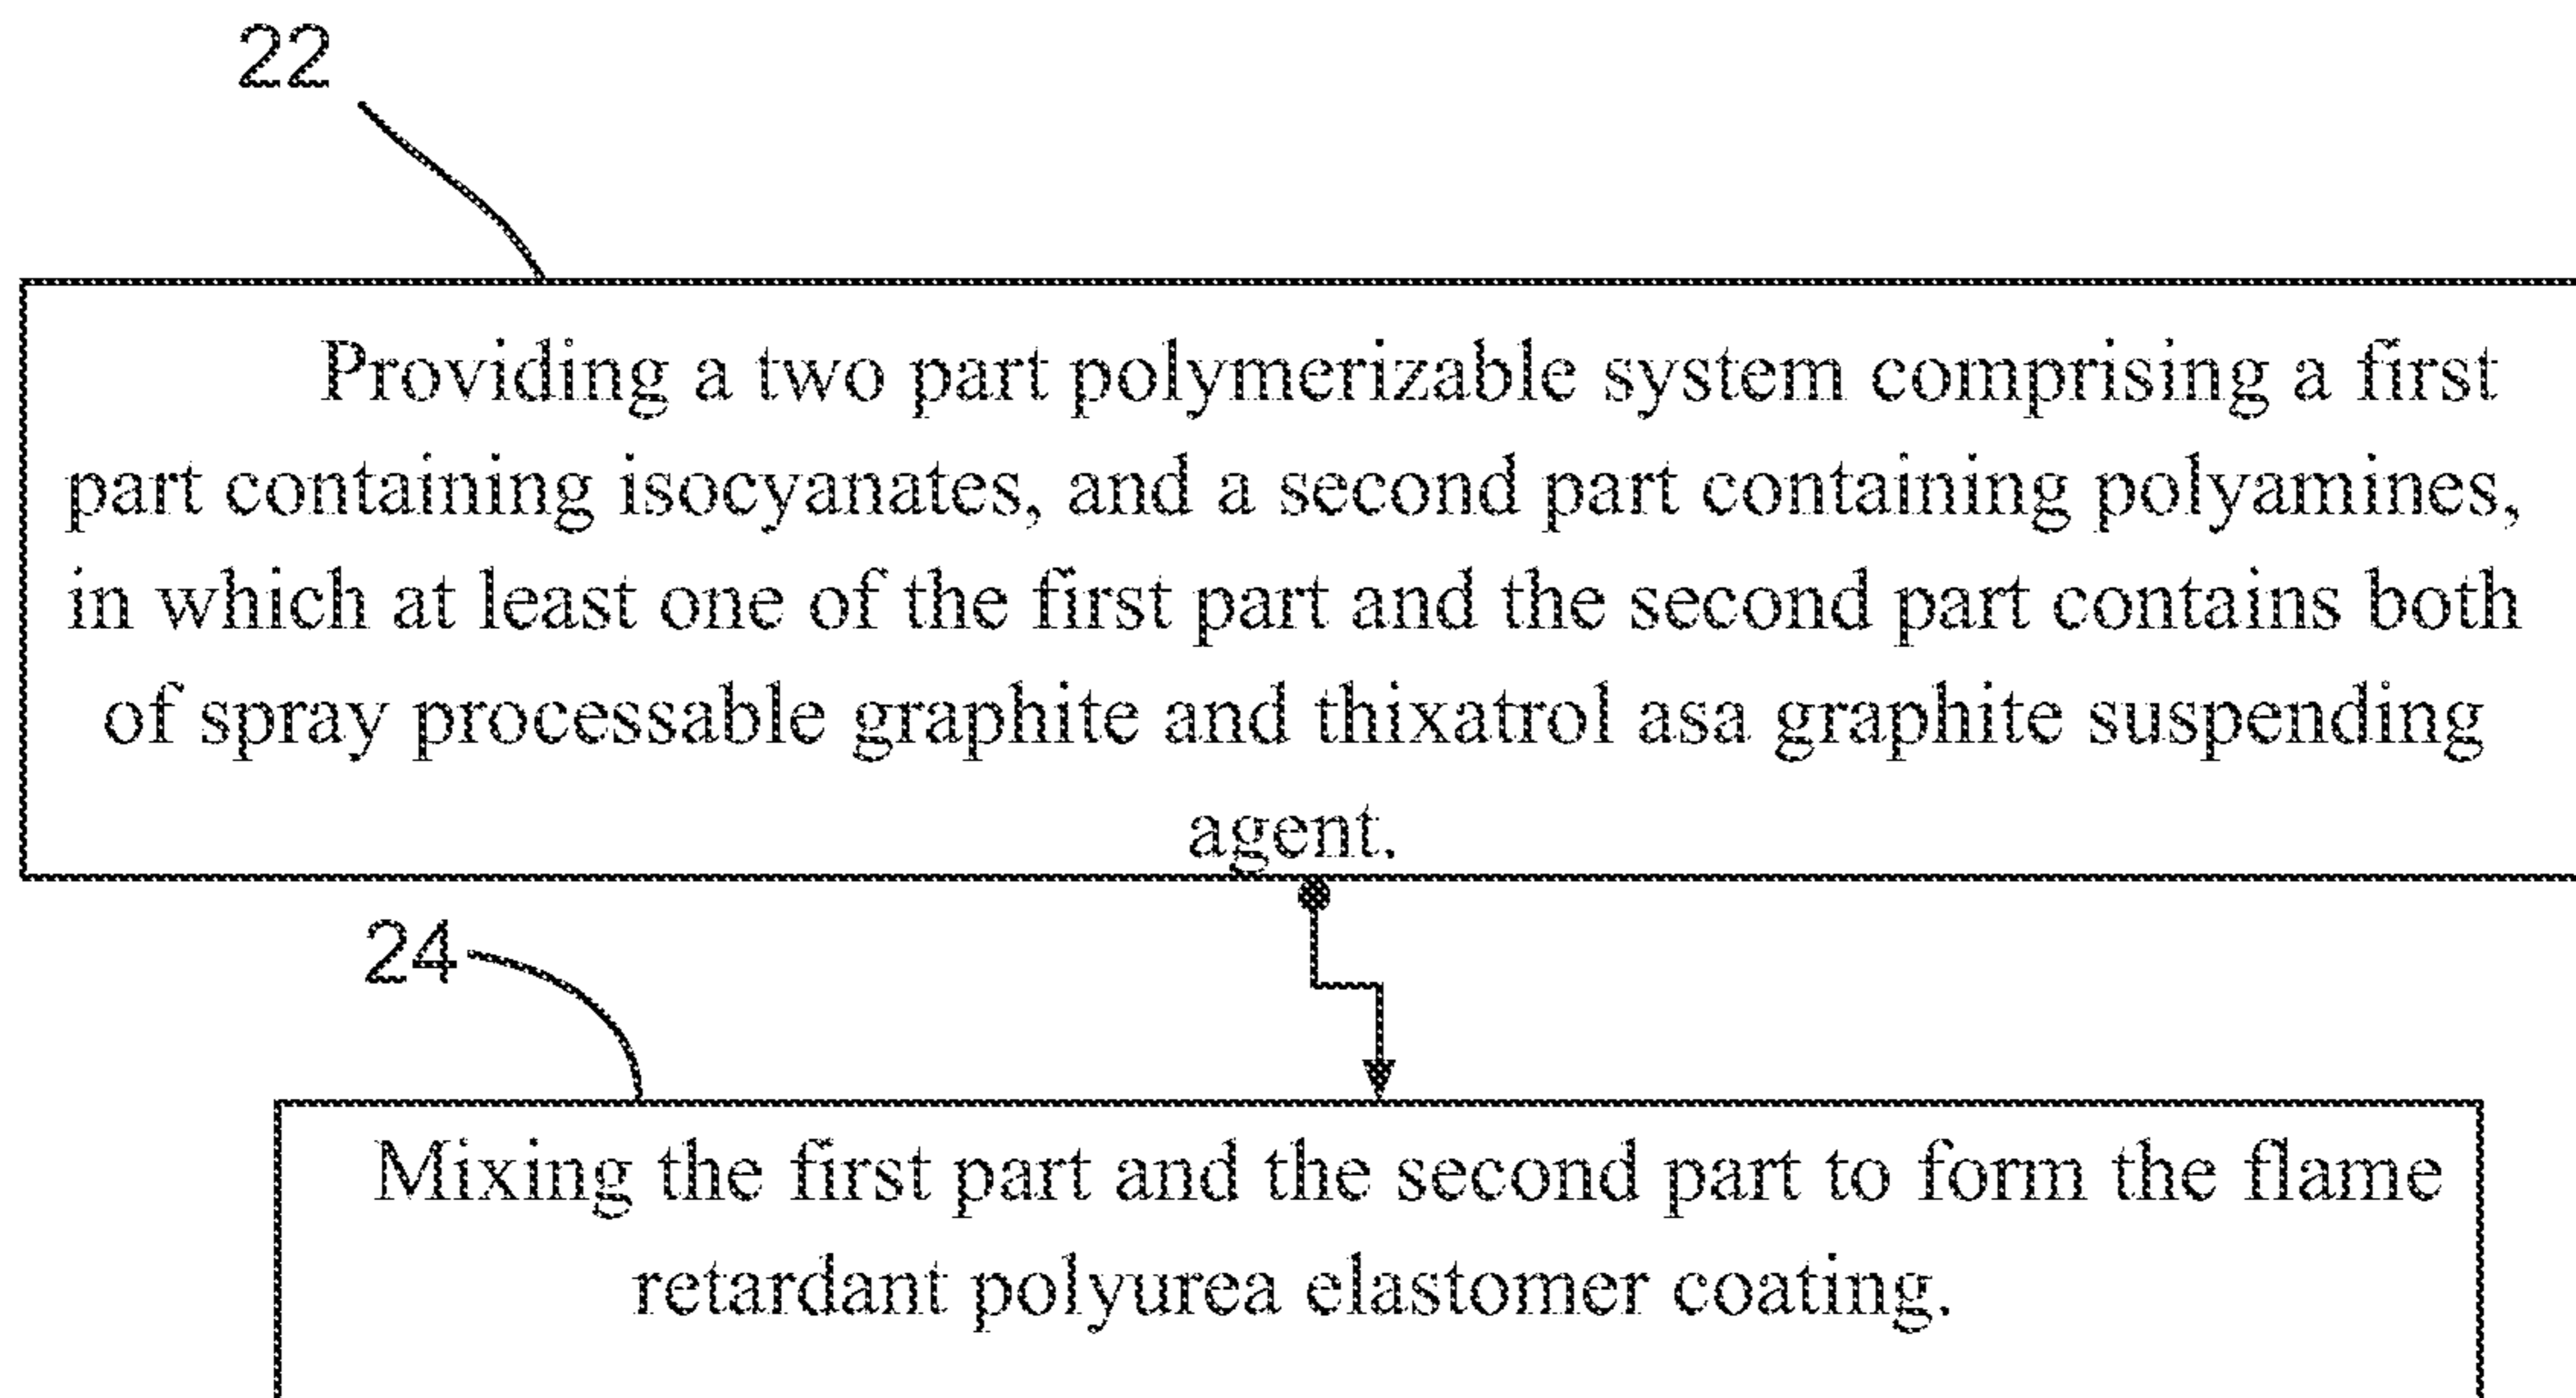 22
Providing a two part polymerizable system comprising a first
part containing isocyanates, and a second part containing polyamines,
in which at least one of the first part and the second part contains both
of spray processable graphite and thixatrol asa graphite suspending
agent.
24
Mixing the first part and the second part to form the flame
retardant polyurea elastomer coating.